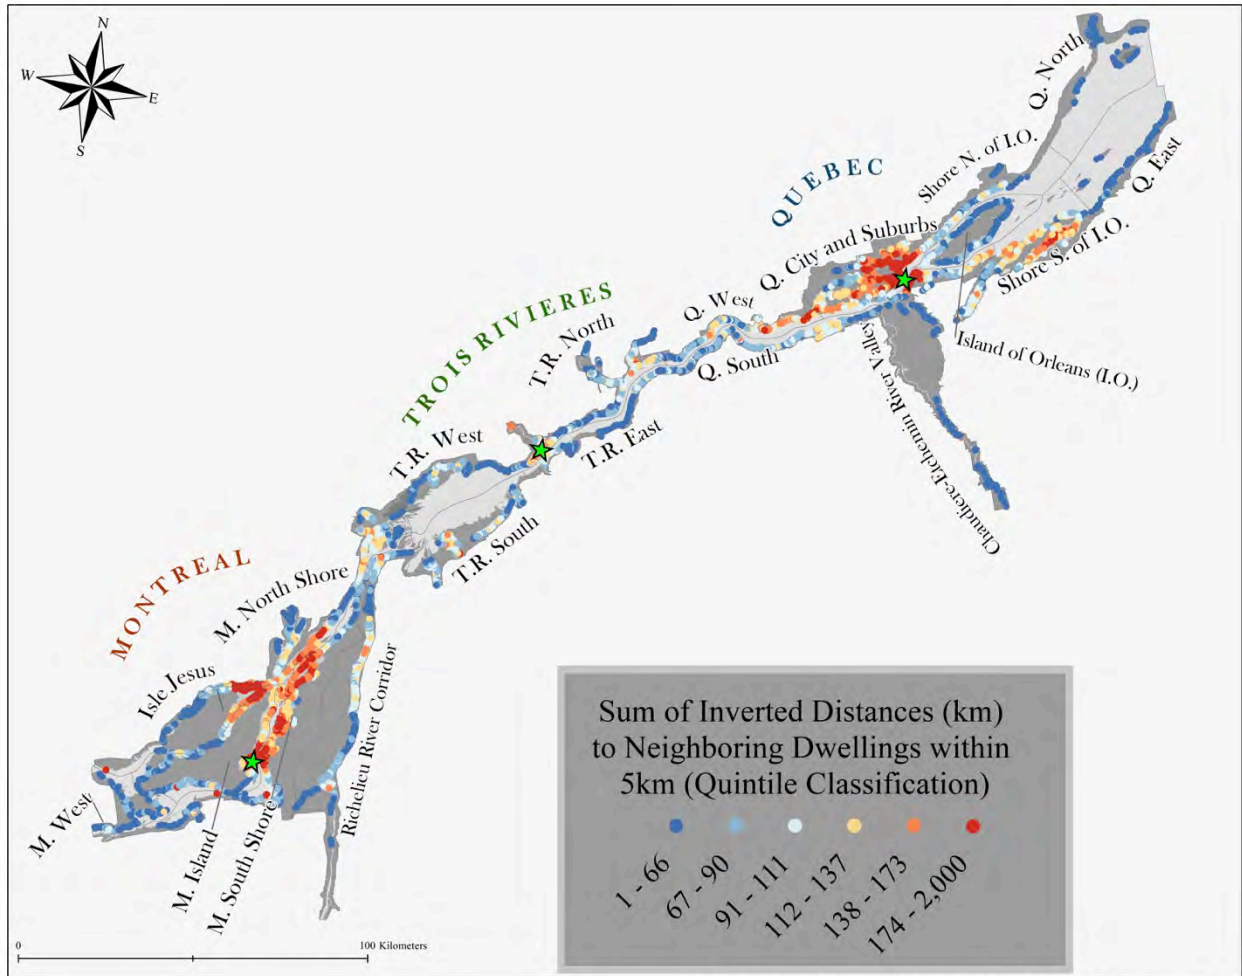 N
W
E
S
Q. North
Shore N. of I.O.
Q. East
QUEBEC
Q. City and Suburbs
Shore S. of I.O.
TROIS RIVIERES
Q. West
T.R. North
Q. South
Island of Orleans (I.O.)
Chaudiere-Etchemin River Valley
T.R. West
T.R. East
T.R. South
MONTREAL
M. North Shore
Isle Jesus
Richelieu River Corridor
M. West
M. Island
M. South Shore
Sum of Inverted Distances (km)
to Neighboring Dwellings within
5km (Quintile Classification)
1 - 66
67 - 90
91 - 111
112 - 137
138 - 173
174 - 2,000
0
100 Kilometers